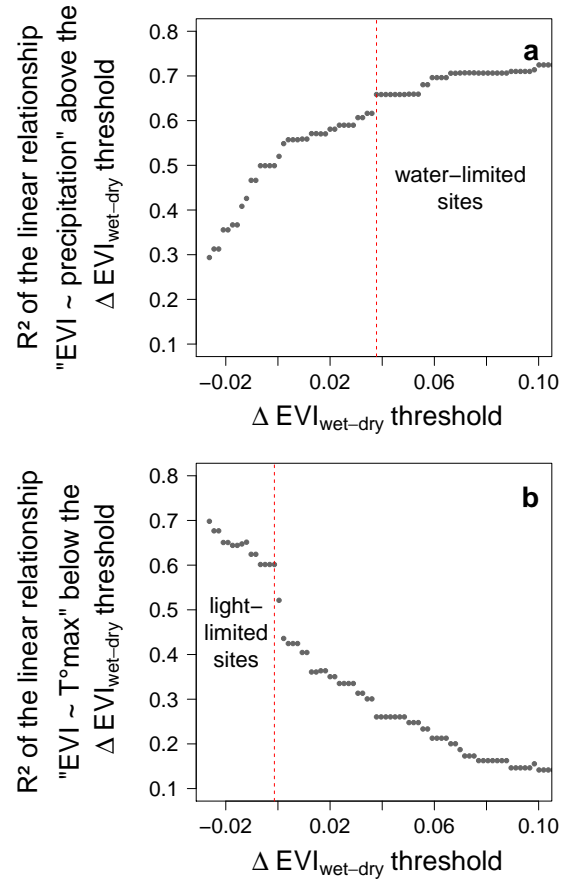 R² of the linear relationship
"EVI ~ precipitation" above the
Δ EVIwet−dry threshold
a
0.8
0.7
0.6
0.5
0.4
0.3
0.2
0.1
water−limited
sites
−0.02 0.02 0.06 0.10
Δ EVIwet−dry threshold
R² of the linear relationship
"EVI ~ T°max" below the
Δ EVIwet−dry threshold
b
0.8
0.7
0.6
0.5
0.4
0.3
0.2
0.1
light−
limited
sites
−0.02 0.02 0.06 0.10
Δ EVIwet−dry threshold